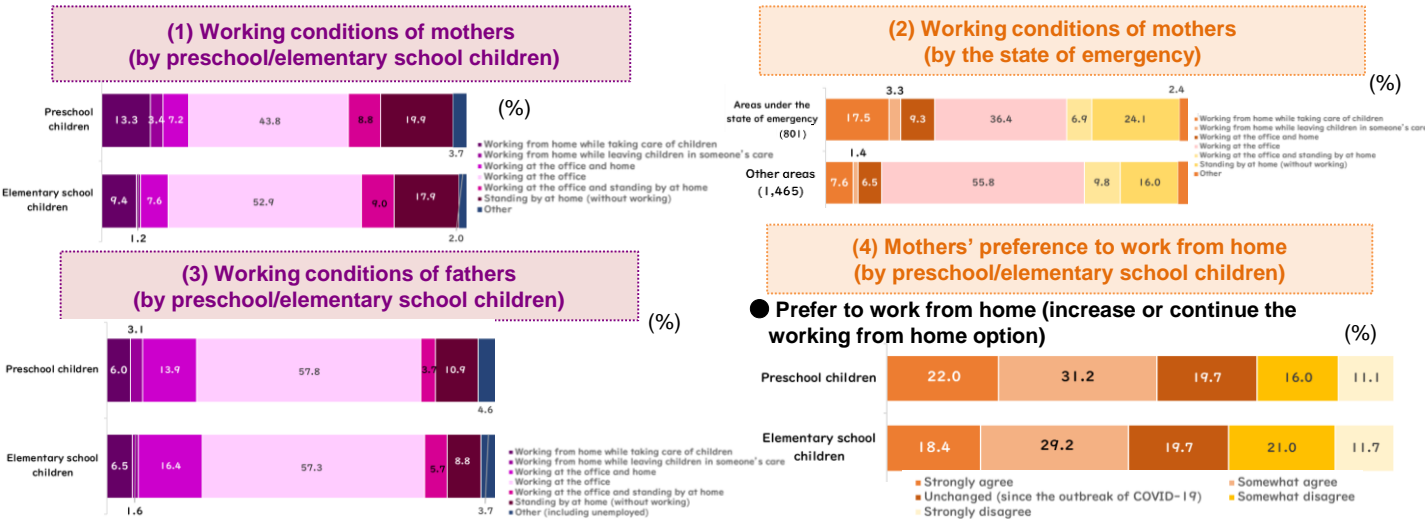 (1) Working conditions of mothers
(by preschool/elementary school children)
(%)
Preschool
children
13.3 3.4 7.2 43.8 8.8 19.9
3.7
Elementary school
children
9.4 7.6 52.9 9.0 17.9
1.2
2.0
Working from home while taking care of children
Working from home while leaving children in someone's care
Working at the office and home
Working at the office
Working at the office and standing by at home
Standing by at home (without working)
Other
(2) Working conditions of mothers
(by the state of emergency)
(%)
3.3
2.4
Areas under the
state of emergency
(801)
17.5 9.3 36.4 6.9 24.1
1.4
Other areas
(1,465)
7.6 6.5 55.8 9.8 16.0
Working from home while taking care of children
Working from home while leaving children in someone's care
Working at the office and home
Working at the office
Working at the office and standing by at home
Standing by at home (without working)
Other
(3) Working conditions of fathers
(by preschool/elementary school children)
(%)
3.1
Preschool children
6.0 13.9 57.8 3.7 10.9
4.6
Elementary school
children
6.5 16.4 57.3 5.7 8.8
1.6
3.7
Working from home while taking care of children
Working from home while leaving children in someone's care
Working at the office and home
Working at the office
Working at the office and standing by at home
Standing by at home (without working)
Other (including unemployed)
(4) Mothers' preference to work from home
(by preschool/elementary school children)
● Prefer to work from home (increase or continue the
working from home option)
(%)
Preschool children
22.0 31.2 19.7 16.0 11.1
Elementary school
children
18.4 29.2 19.7 21.0 11.7
Strongly agree
Somewhat agree
Unchanged (since the outbreak of COVID-19)
Somewhat disagree
Strongly disagree